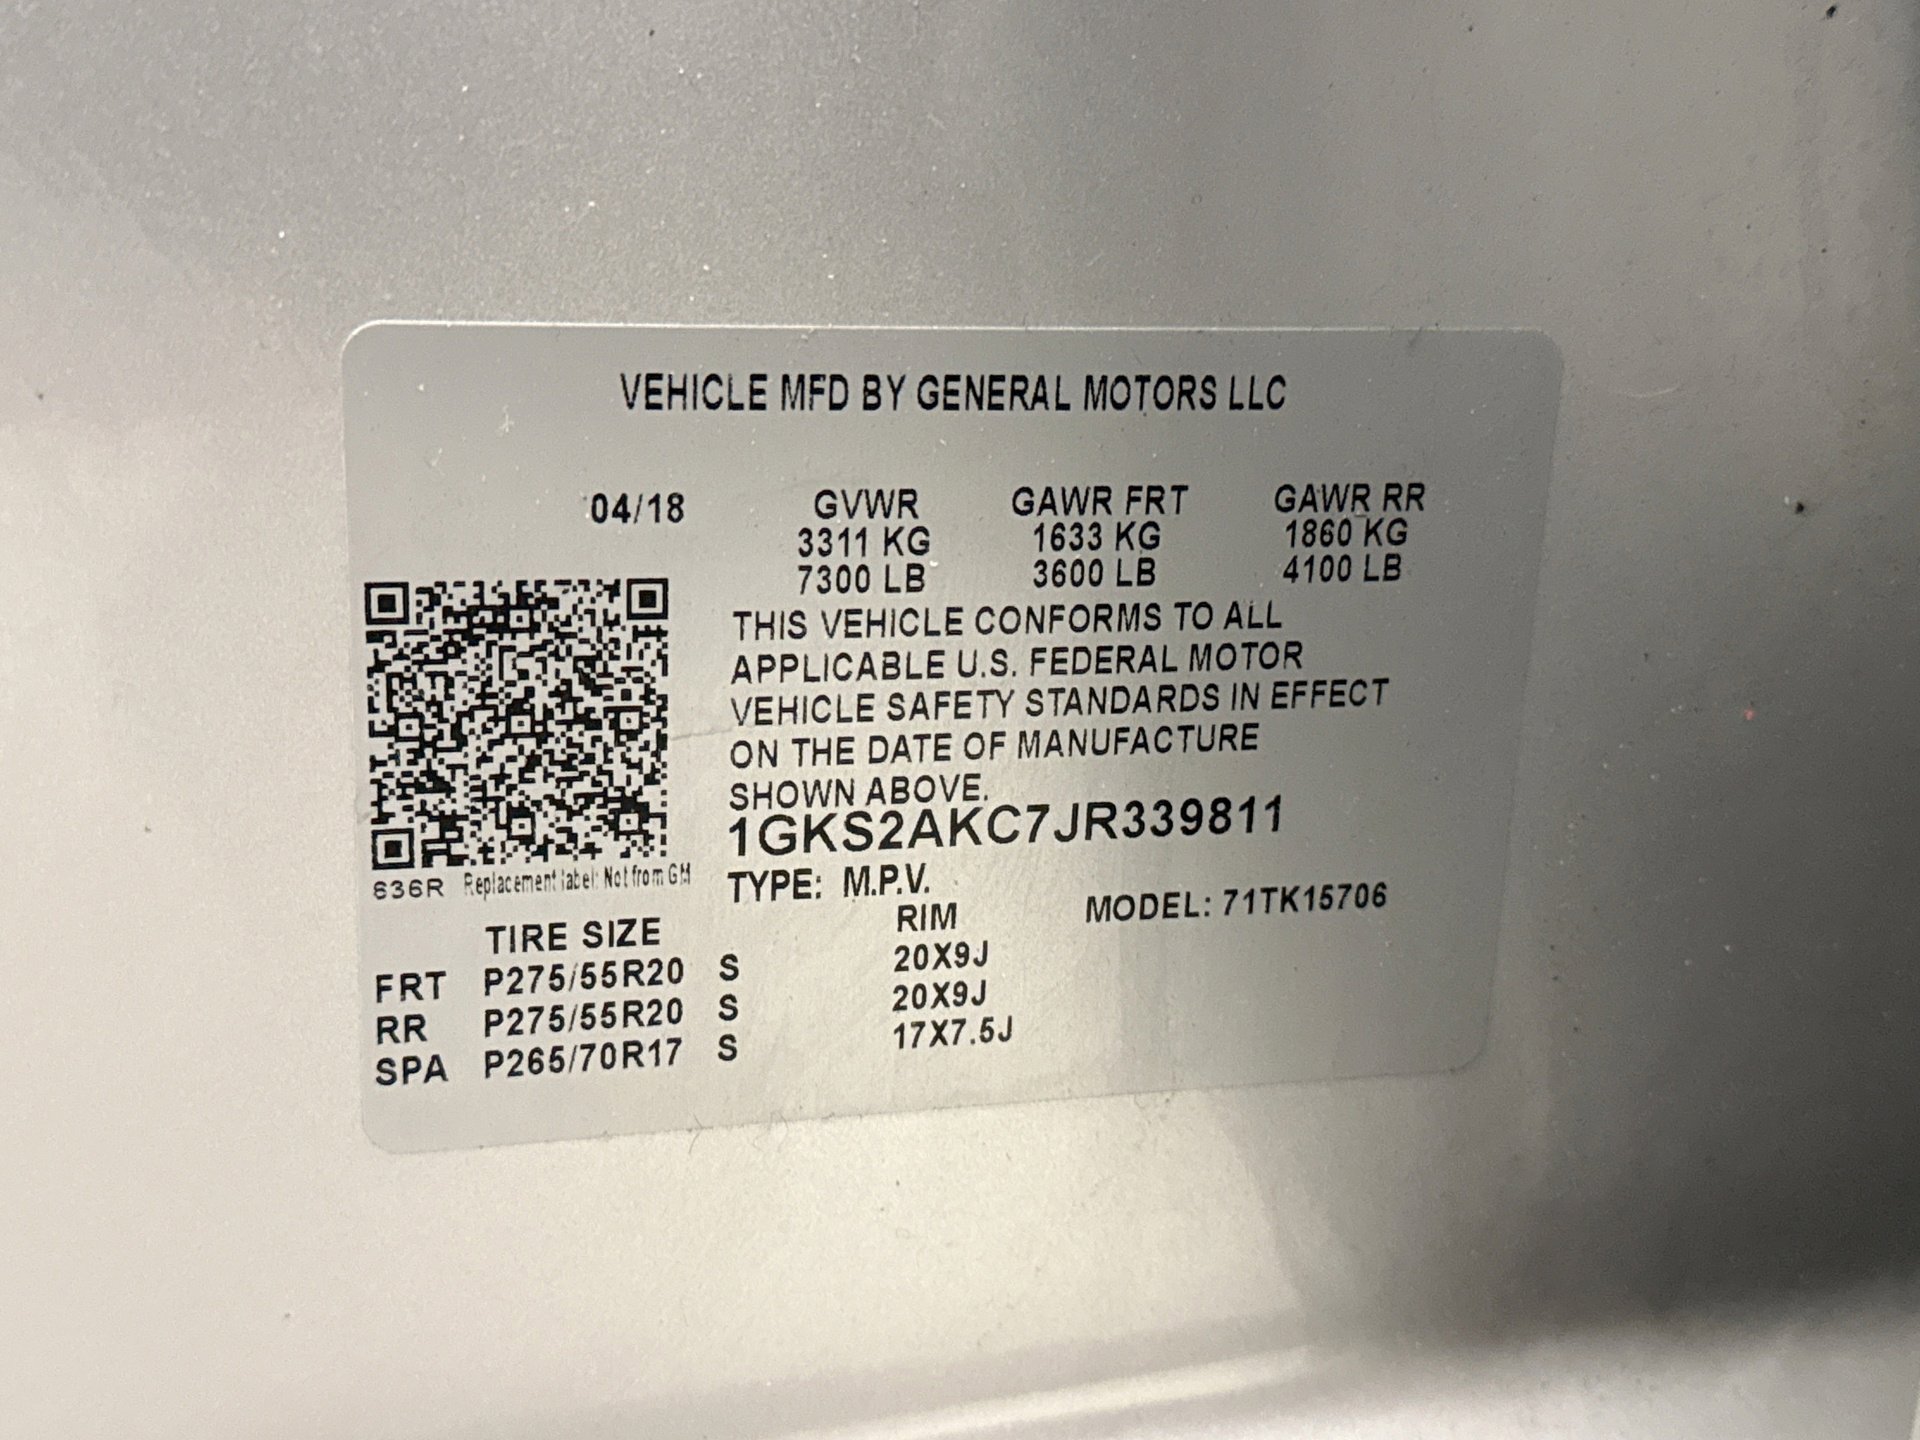 VEHICLE MFD BY GENERAL MOTORS LLC
04/18 GVWR GAWR FRT GAWR RR
3311 KG 1633 KG 1860 KG
7300 LB 3600 LB 4100 LB
THIS VEHICLE CONFORMS TO ALL
APPLICABLE U.S. FEDERAL MOTOR
VEHICLE SAFETY STANDARDS IN EFFECT
ON THE DATE OF MANUFACTURE
SHOWN ABOVE.
1GKS2AKC7JR339811
636R Replacement label: Not from GM
TYPE: M.P.V. MODEL: 71TK15706
TIRE SIZE RIM
FRT P275/55R20 S 20X9J
RR P275/55R20 S 20X9J
SPA P265/70R17 S 17X7.5J